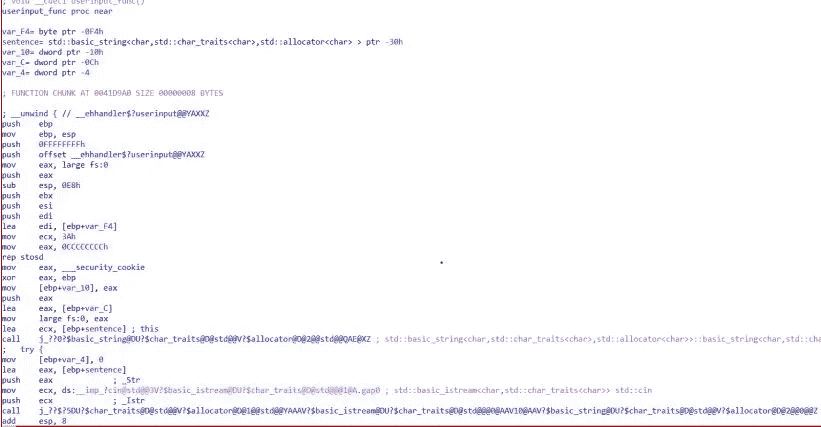 ; void __cdecl userinput_func()
userinput_func proc near
var_F4= byte ptr -0F4h
sentence= std::basic_string<char,std::char_traits<char>,std::allocator<char> > ptr -30h
var_10= dword ptr -10h
var_C= dword ptr -0Ch
var_4= dword ptr -4
; FUNCTION CHUNK AT 0041D9A0 SIZE 00000008 BYTES
; __unwind { // __ehhandler$?userinput@@YAXXZ
push ebp
mov ebp, esp
push 0FFFFFFFFh
push offset __ehhandler$?userinput@@YAXXZ
mov eax, large fs:0
push eax
sub esp, 0E8h
push ebx
push esi
push edi
lea edi, [ebp+var_F4]
mov ecx, 3Ah
mov eax, 0CCCCCCCCh
rep stosd
mov eax, ___security_cookie
xor eax, ebp
mov [ebp+var_10], eax
push eax
lea eax, [ebp+var_C]
mov large fs:0, eax
lea ecx, [ebp+sentence] ; this
call j_??0?$basic_string@DU?$char_traits@D@std@@V?$allocator@D@2@@std@@QAE@XZ ; std::basic_string<char,std::char_traits<char>,std::allocator<char>>::basic_string<char,std::cha
; try {
mov [ebp+var_4], 0
lea eax, [ebp+sentence]
push eax ; _Str
mov ecx, ds:__imp_?cin@std@@3V?$basic_istream@DU?$char_traits@D@std@@@1@A.gap0 ; std::basic_istream<char,std::char_traits<char>> std::cin
push ecx ; _Istr
call j_??$?5DU?$char_traits@D@std@@V?$allocator@D@1@@std@@YAAAV?$basic_istream@DU?$char_traits@D@std@@@0@AAV10@AAV?$basic_string@DU?$char_traits@D@std@@V?$allocator@D@2@@0@@Z
add esp, 8